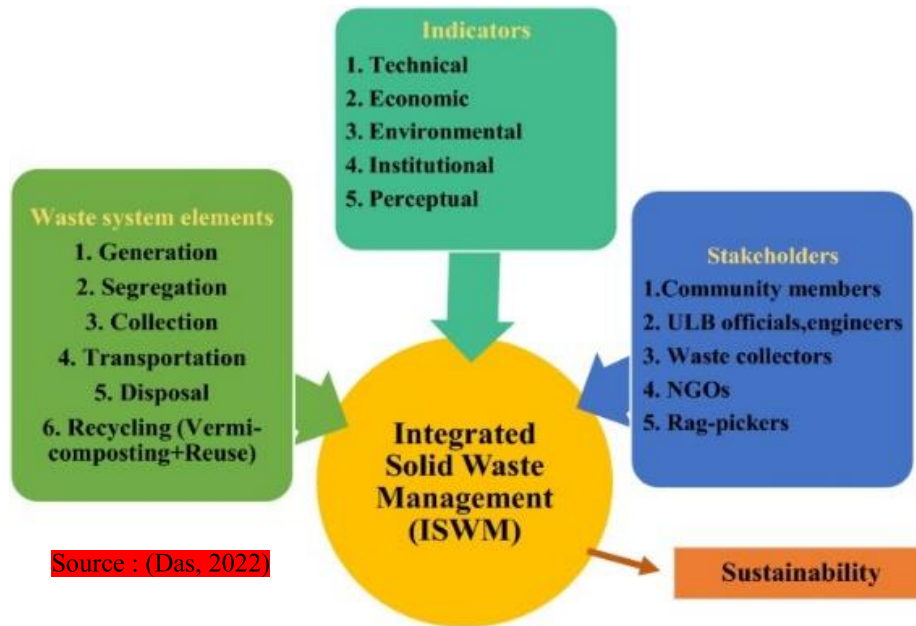 Indicators
1. Technical
2. Economic
3. Environmental
4. Institutional
5. Perceptual
Waste system elements
1. Generation
2. Segregation
3. Collection
4. Transportation
5. Disposal
6. Recycling (Vermi-
composting+Reuse)
Stakeholders
1.Community members
2. ULB officials,engineers
3. Waste collectors
4. NGOs
5. Rag-pickers
Integrated
Solid Waste
Management
(ISWM)
Source : (Das, 2022)
Sustainability